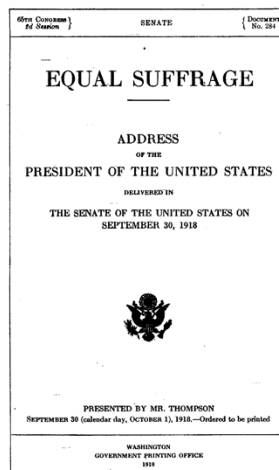 65TH CONGRESS } SENATE { DOCUMENT
2d Session } { No. 284
EQUAL SUFFRAGE
ADDRESS
OF THE
PRESIDENT OF THE UNITED STATES
DELIVERED IN
THE SENATE OF THE UNITED STATES ON
SEPTEMBER 30, 1918
PRESENTED BY MR. THOMPSON
SEPTEMBER 30 (calendar day, OCTOBER 1), 1918.—Ordered to be printed
WASHINGTON
GOVERNMENT PRINTING OFFICE
1918